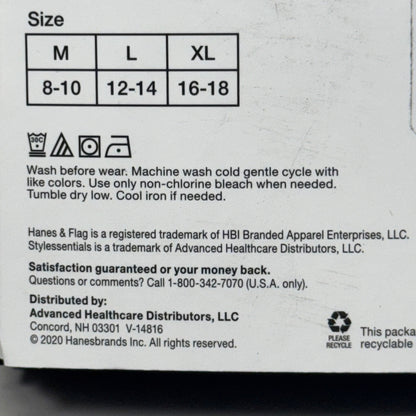 Size
M L XL
8-10 12-14 16-18
30C
Wash before wear. Machine wash cold gentle cycle with
like colors. Use only non-chlorine bleach when needed.
Tumble dry low. Cool iron if needed.
Hanes & Flag is a registered trademark of HBI Branded Apparel Enterprises, LLC.
Stylessentials is a trademark of Advanced Healthcare Distributors, LLC.
Satisfaction guaranteed or your money back.
Questions or comments? Call 1-800-342-7070 (U.S.A. only).
Distributed by:
Advanced Healthcare Distributors, LLC
Concord, NH 03301 V-14816
© 2020 Hanesbrands Inc. All rights reserved.
PLEASE
RECYCLE
This packa
recyclable